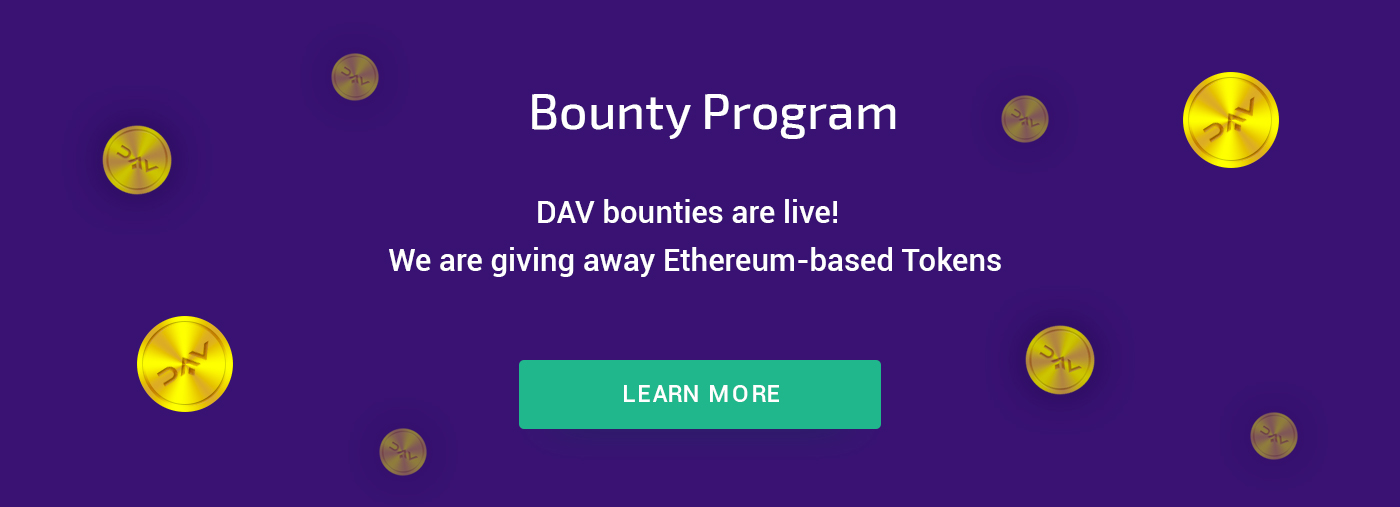 Bounty Program
DAV bounties are live!
We are giving away Ethereum-based Tokens
LEARN MORE
DAV
DAV
DAV
DAV
DAV
DAV
DAV
DAV